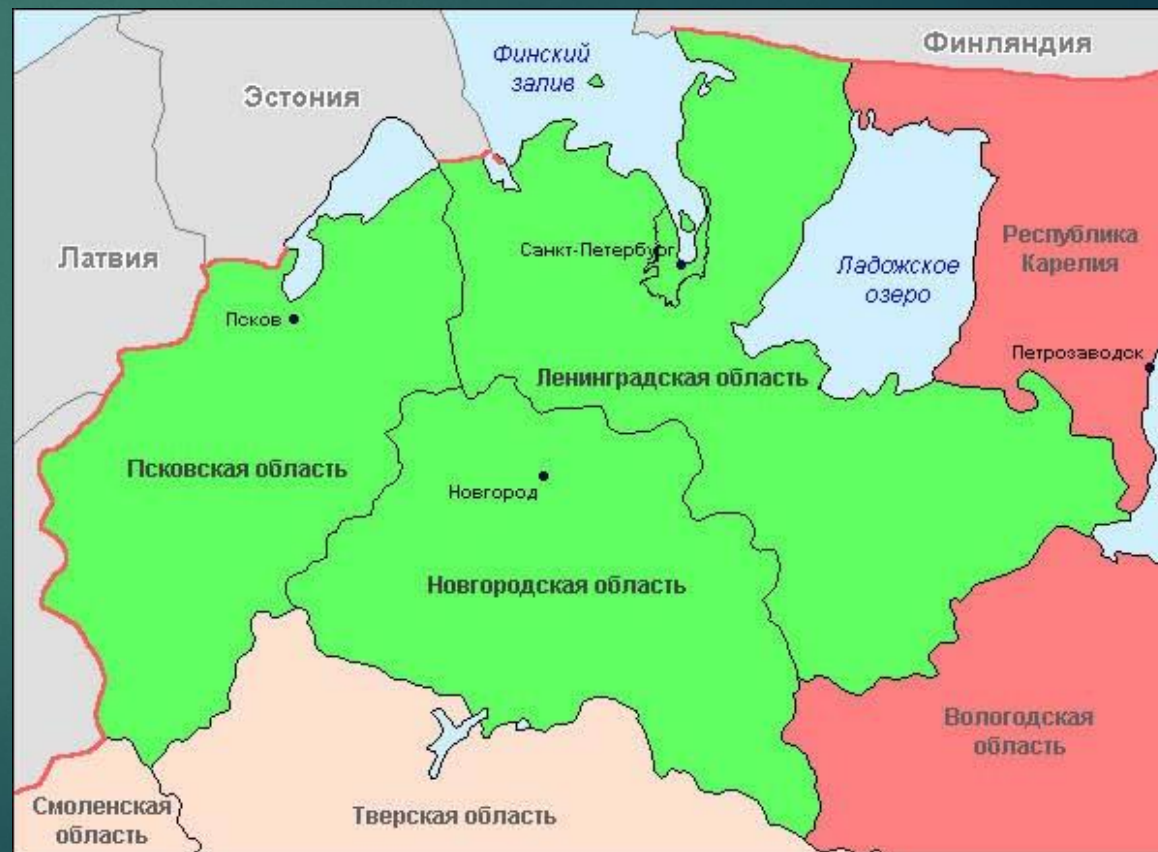 Финляндия
Финский
залив
Эстония
Санкт-Петербург
Республика
Карелия
Латвия
Ладожское
озеро
Псков
Петрозаводск
Ленинградская область
Псковская область
Новгород
Новгородская область
Вологодская
область
Смоленская
область
Тверская область